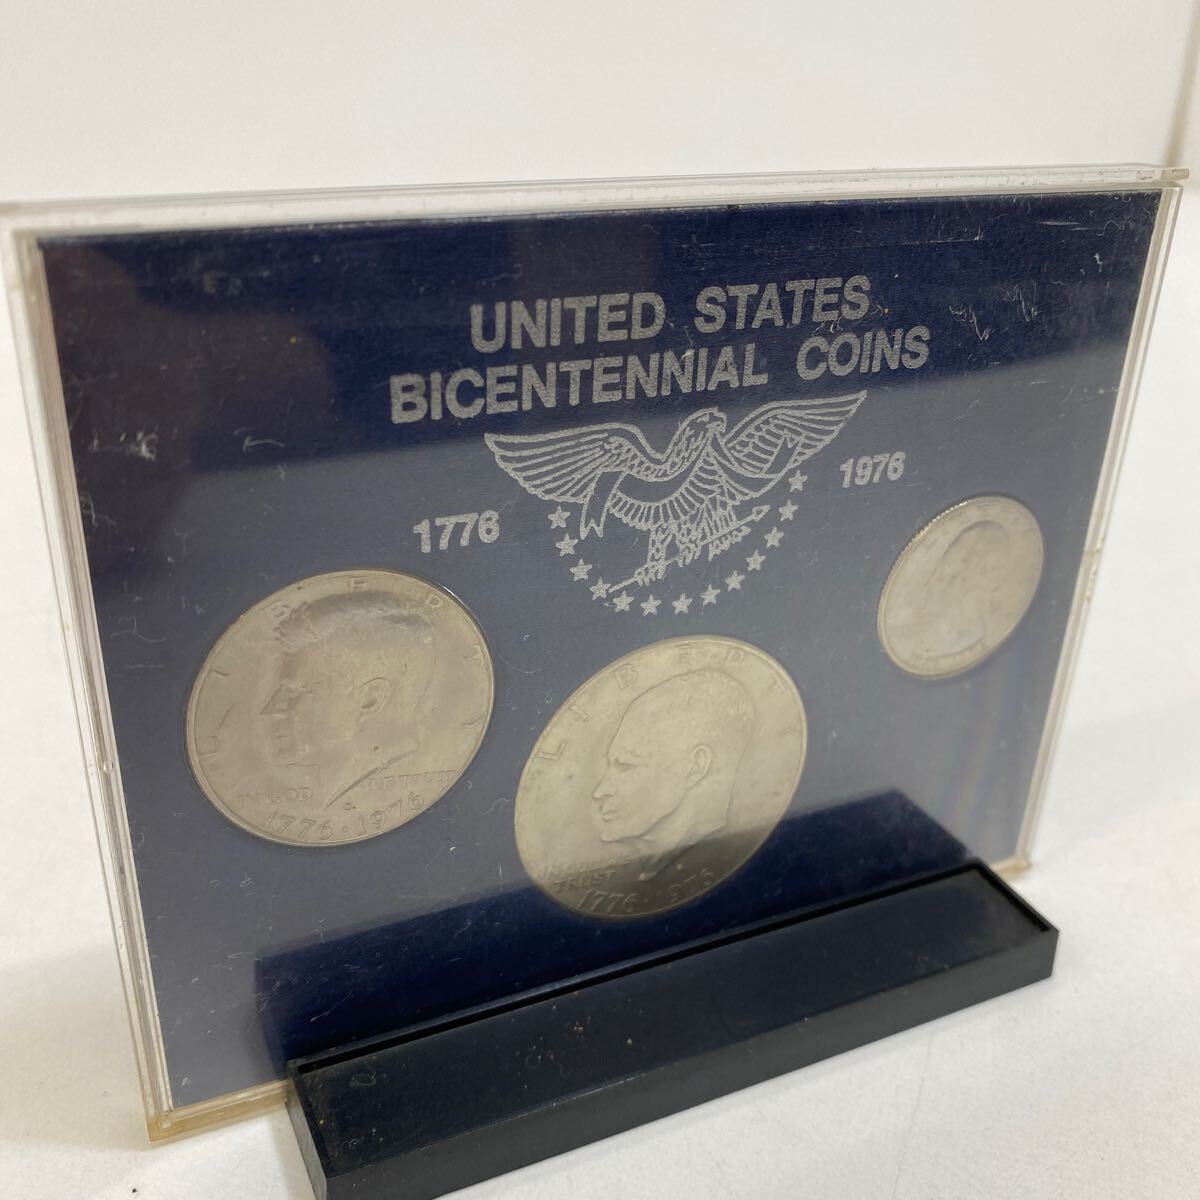 UNITED STATES
BICENTENNIAL COINS
1776
1976
LIBERTY
IN GOD WE TRUST
D
1776 · 1976
LIBERTY
IN GOD WE
TRUST
1776 · 1976